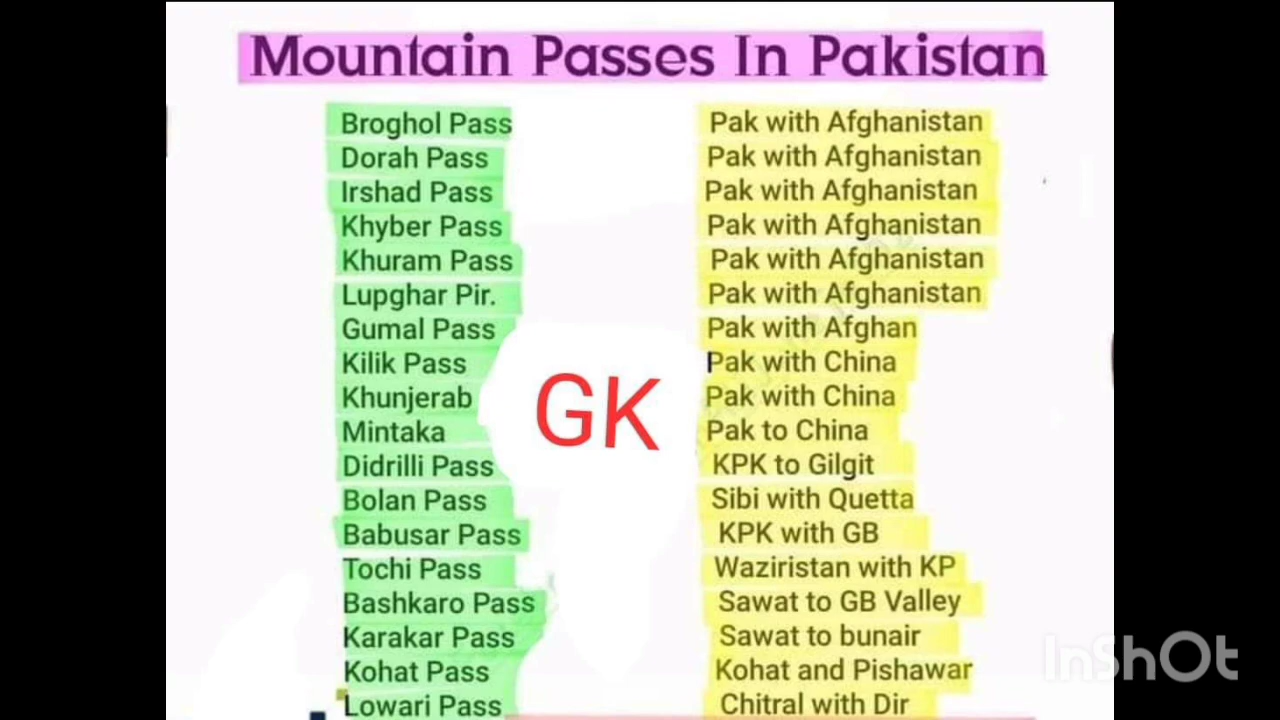 Mountain Passes In Pakistan
Broghol Pass Pak with Afghanistan
Dorah Pass Pak with Afghanistan
Irshad Pass Pak with Afghanistan
Khyber Pass Pak with Afghanistan
Khuram Pass Pak with Afghanistan
Lupghar Pir. Pak with Afghanistan
Gumal Pass Pak with Afghan
Kilik Pass Pak with China
Khunjerab Pak with China
GK
Mintaka Pak to China
Didrilli Pass KPK to Gilgit
Bolan Pass Sibi with Quetta
Babusar Pass KPK with GB
Tochi Pass Waziristan with KP
Bashkaro Pass Sawat to GB Valley
Karakar Pass Sawat to bunair
Kohat Pass Kohat and Pishawar
Lowari Pass Chitral with Dir
InShOt